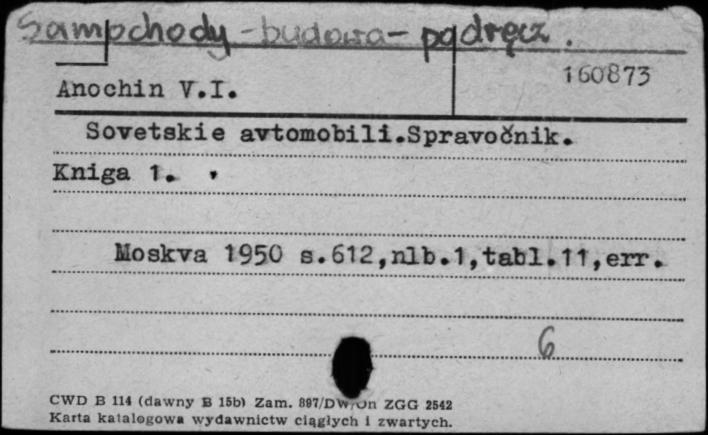 Samochody - budowa - podręcz.
160873
Anochin V.I.
Sovetskie avtomobili.Spravočnik.
Kniga 1.
Moskva 1950 s.612,nlb.1,tabl.11,err.
6
CWD B 114 (dawny B 15b) Zam. 897/DW/Dn ZGG 2542
Karta katalogowa wydawnictw ciągłych i zwartych.